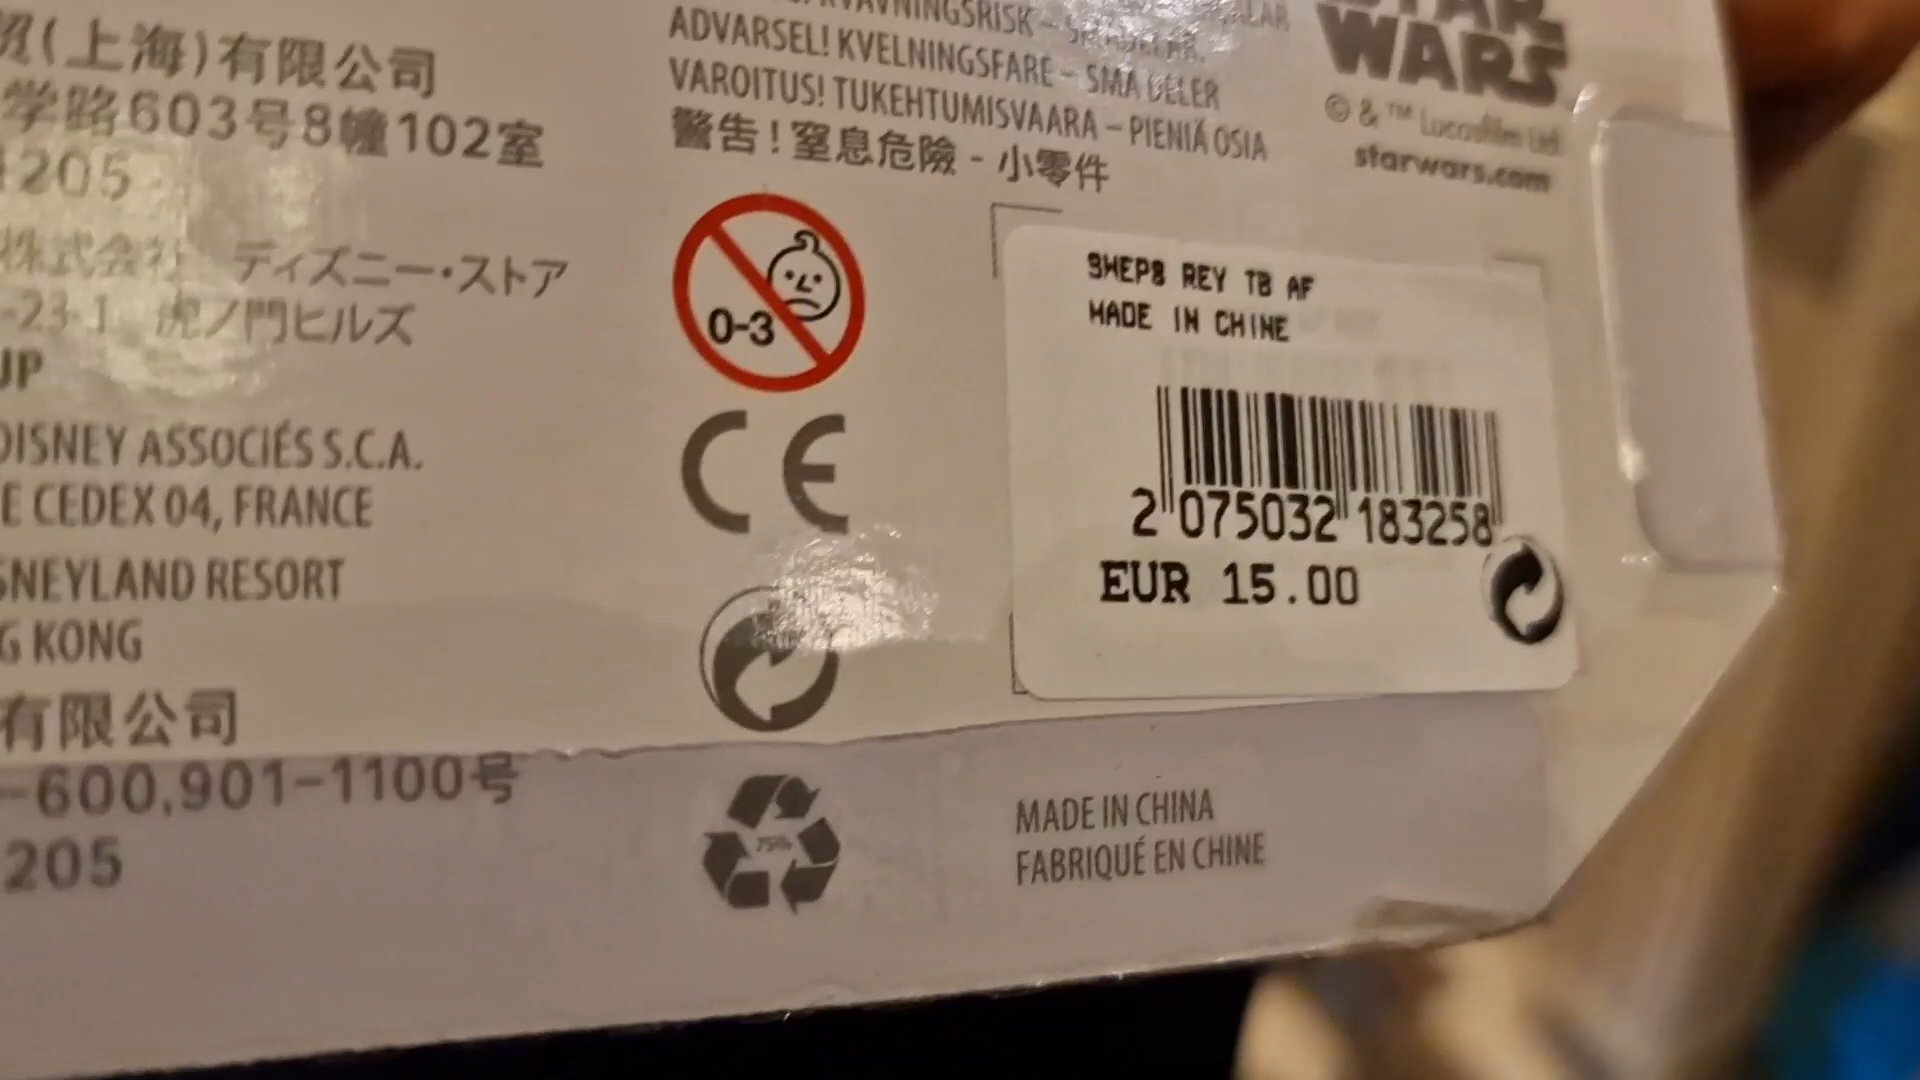 贸(上海)有限公司
学路603号8幢102室
205
株式会社 ディズニー・ストア
-23-1 虎ノ門ヒルズ
JP
DISNEY ASSOCIÉS S.C.A.
E CEDEX 04, FRANCE
SNEYLAND RESORT
G KONG
有限公司
-600,901-1100号
205
KVÄVNINGSRISK –
ADVARSEL! KVELNINGSFARE – SMÅ DELER
VAROITUS! TUKEHTUMISVAARA – PIENIÄ OSIA
警告！窒息危險 - 小零件
0-3
CE
75%
STAR
WARS
© & ™ Lucasfilm Ltd.
starwars.com
SWEP8 REY TB AF
MADE IN CHINE
2 075032 183258
EUR 15.00
MADE IN CHINA
FABRIQUÉ EN CHINE